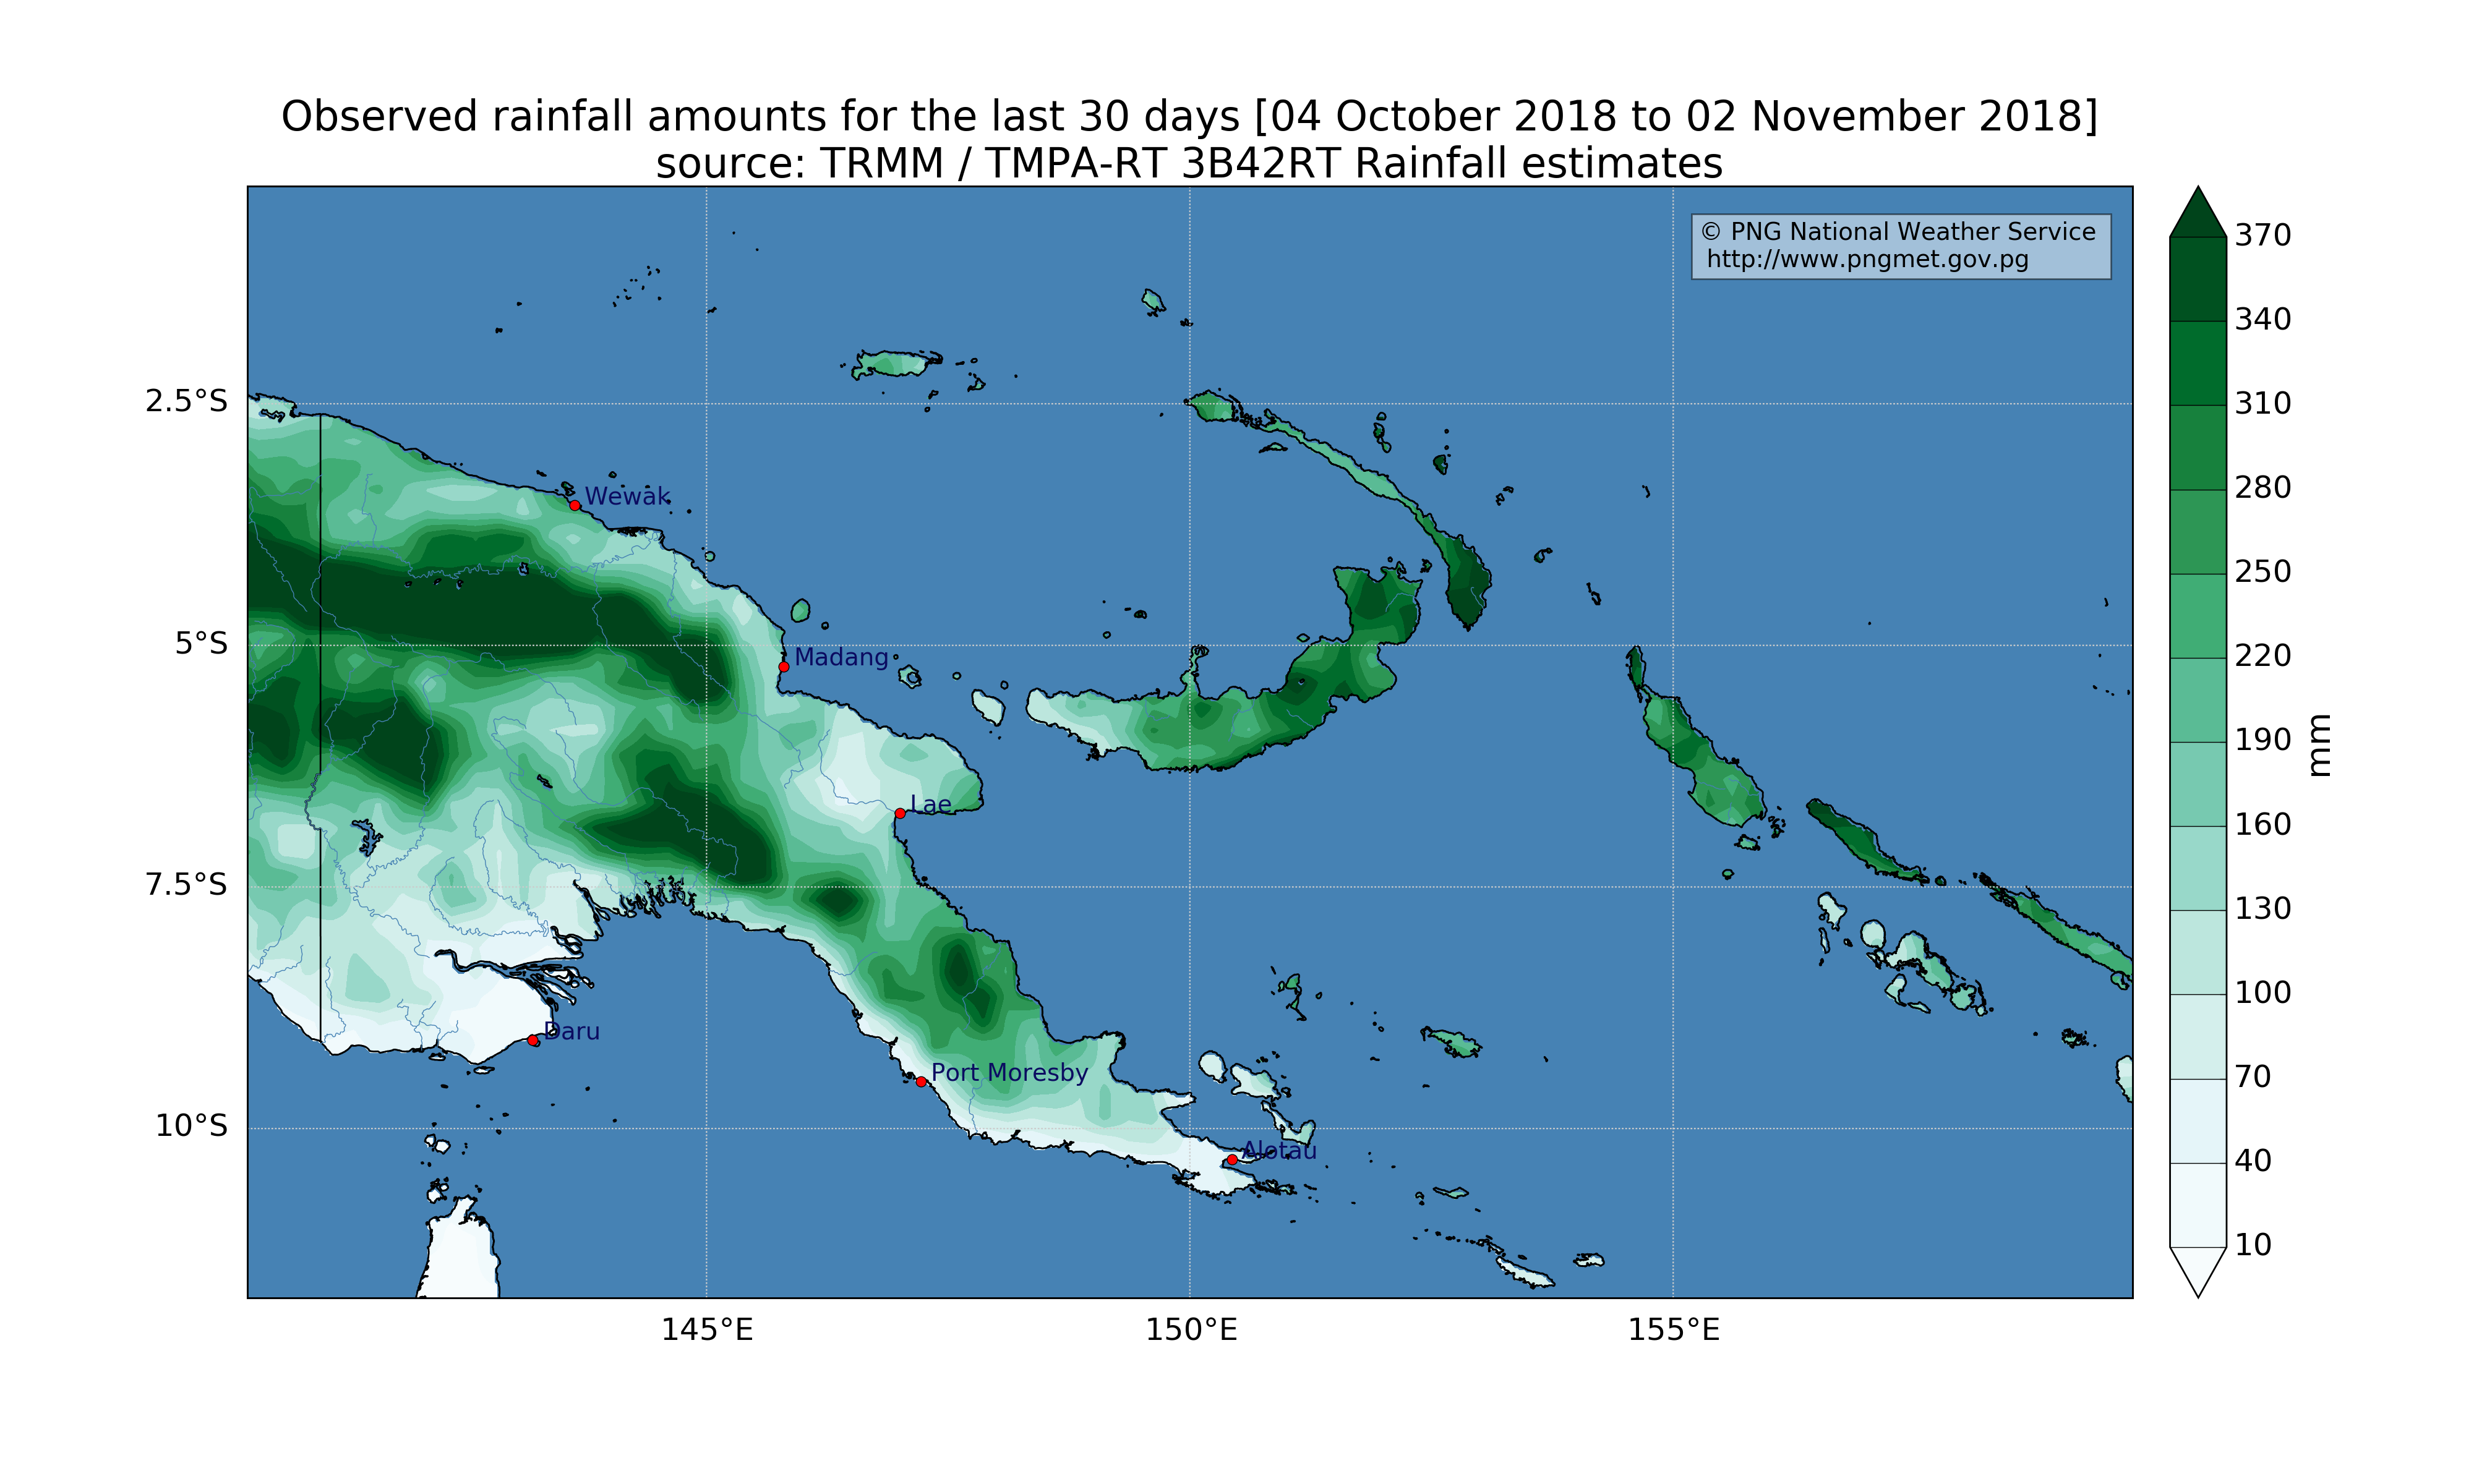 Observed rainfall amounts for the last 30 days [04 October 2018 to 02 November 2018]
source: TRMM / TMPA-RT 3B42RT Rainfall estimates
© PNG National Weather Service
http://www.pngmet.gov.pg
370
340
310
280
250
220
190
160
130
100
70
40
10
mm
2.5°S
5°S
7.5°S
10°S
Wewak
Madang
Lae
Daru
Port Moresby
Alotau
145°E
150°E
155°E